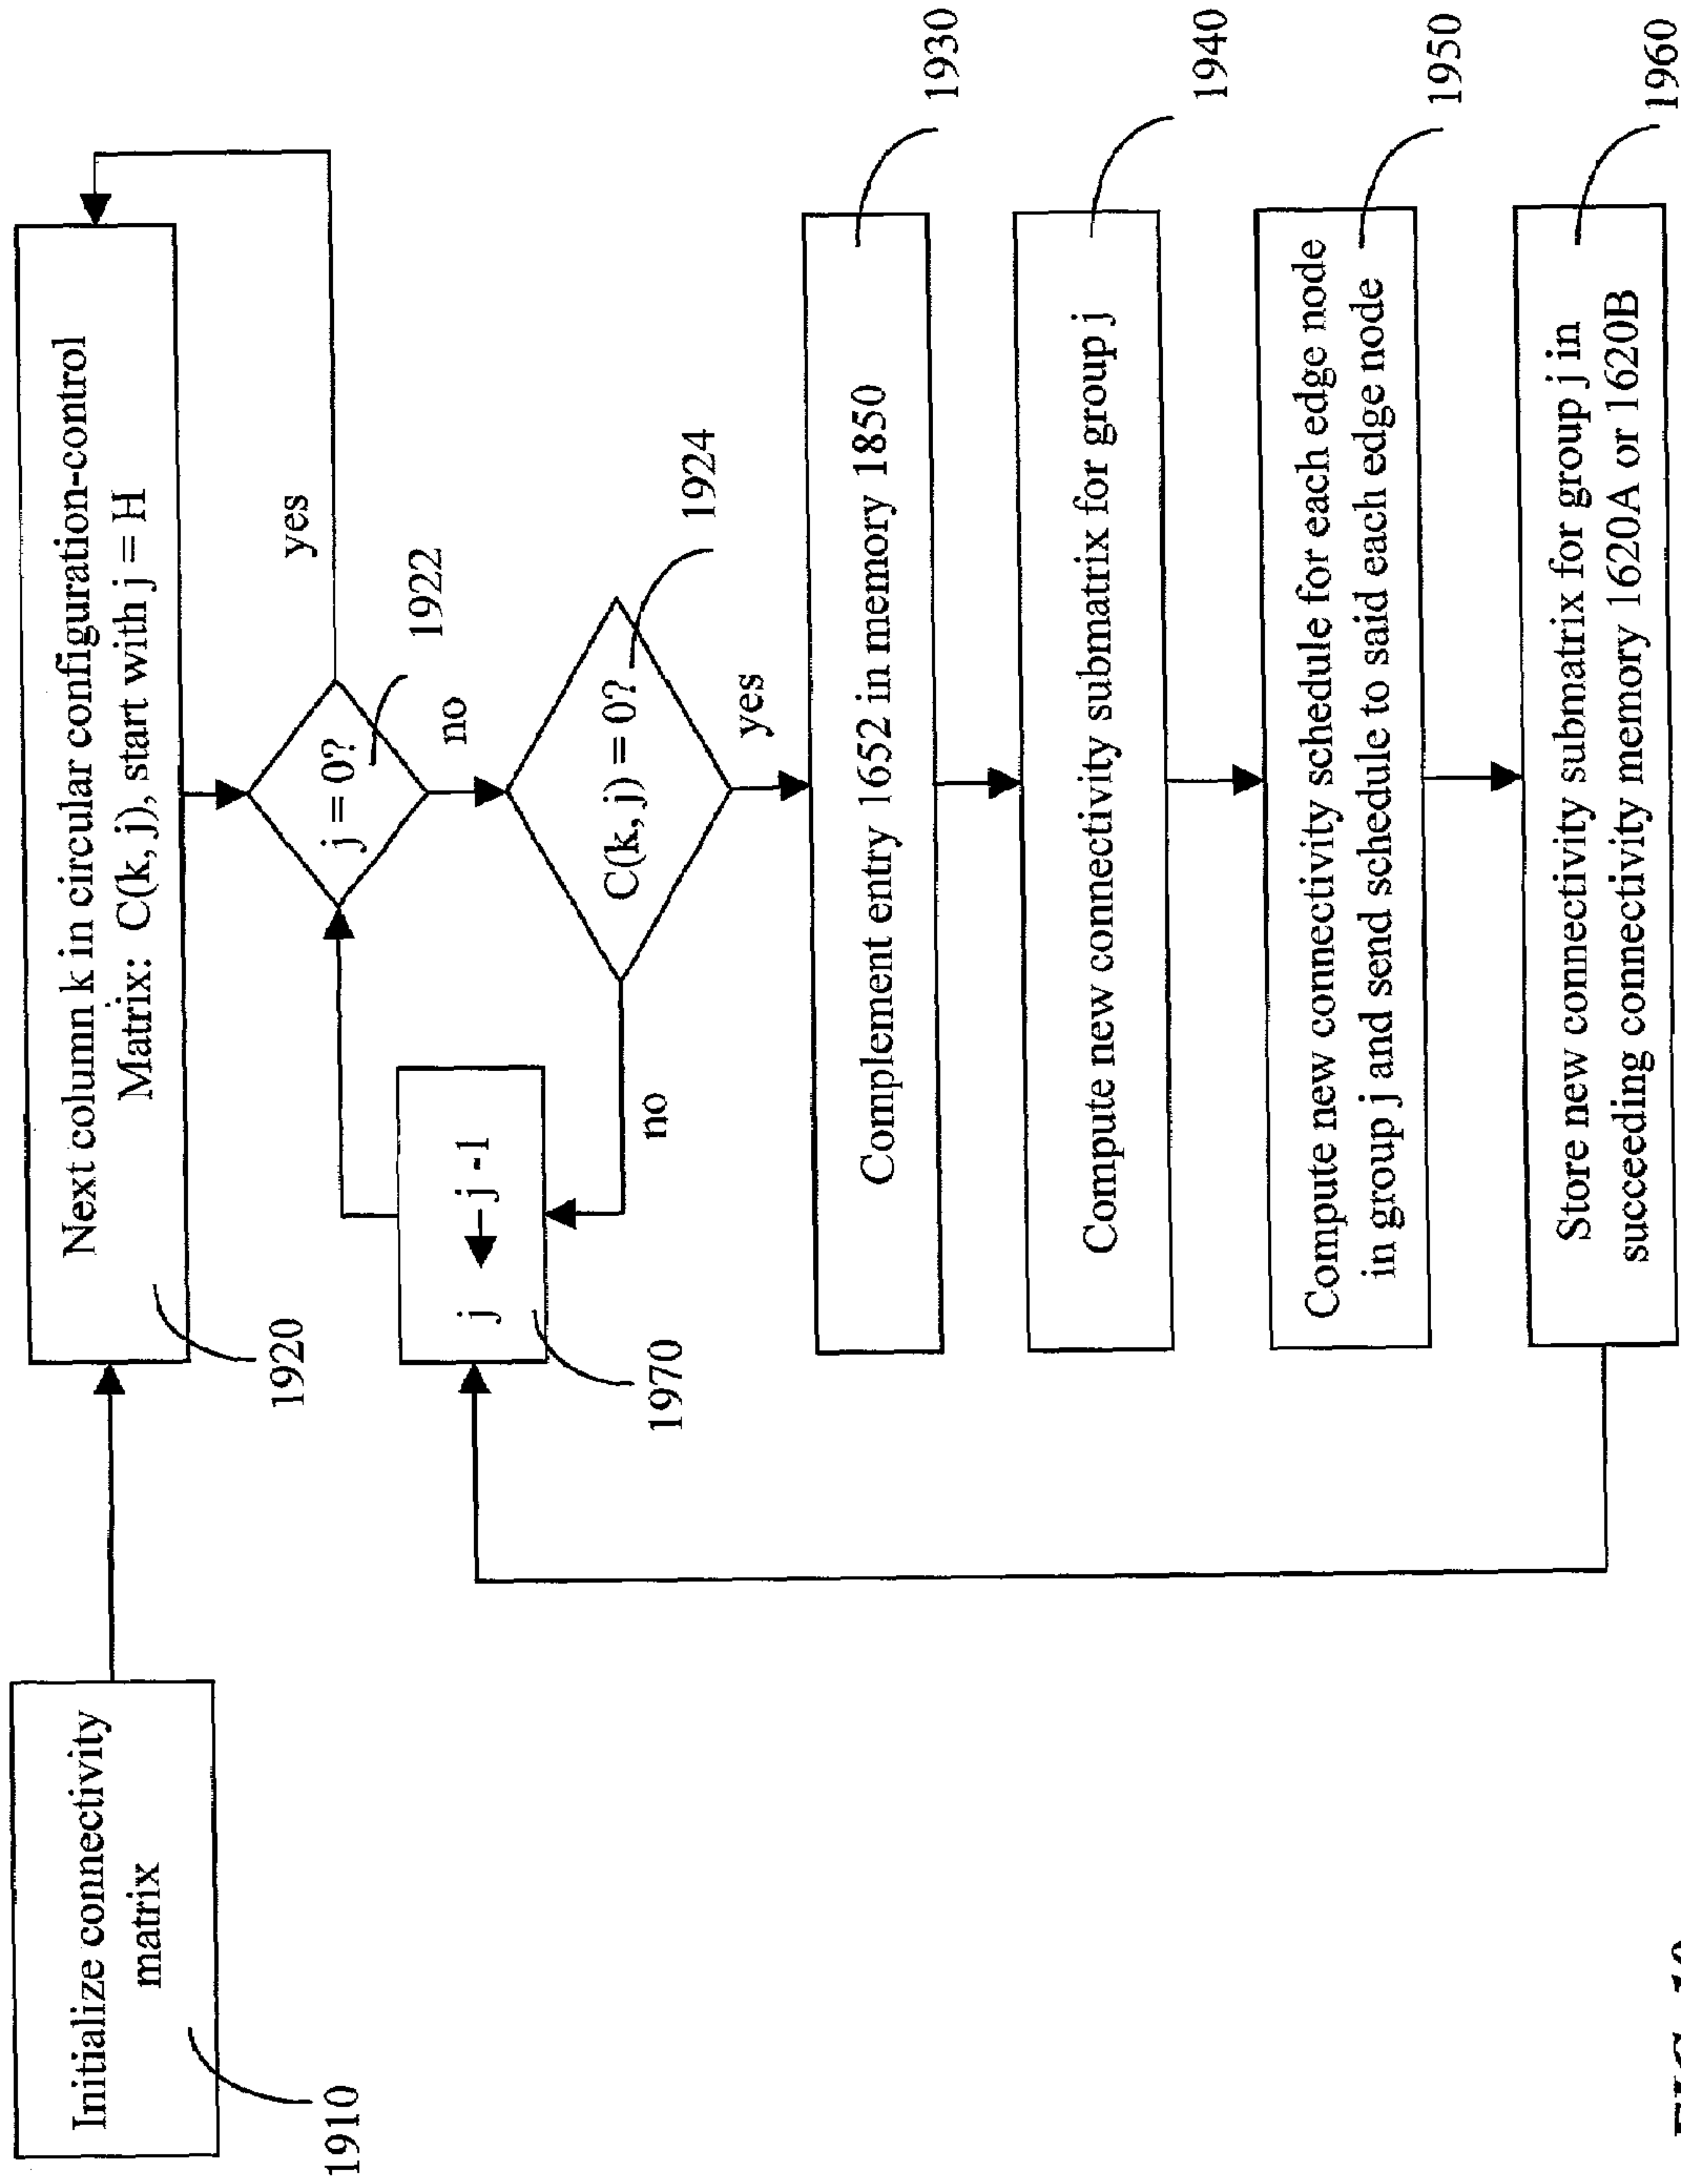 Initialize connectivity
matrix
1910
Next column k in circular configuration-control
Matrix: C(k, j), start with j = H
1920
j = 0?
yes
1922
no
C(k, j) = 0?
1924
no
yes
j ← j -1
1970
Complement entry 1652 in memory 1850
1930
Compute new connectivity submatrix for group j
1940
Compute new connectivity schedule for each edge node
in group j and send schedule to said each edge node
1950
Store new connectivity submatrix for group j in
succeeding connectivity memory 1620A or 1620B
1960